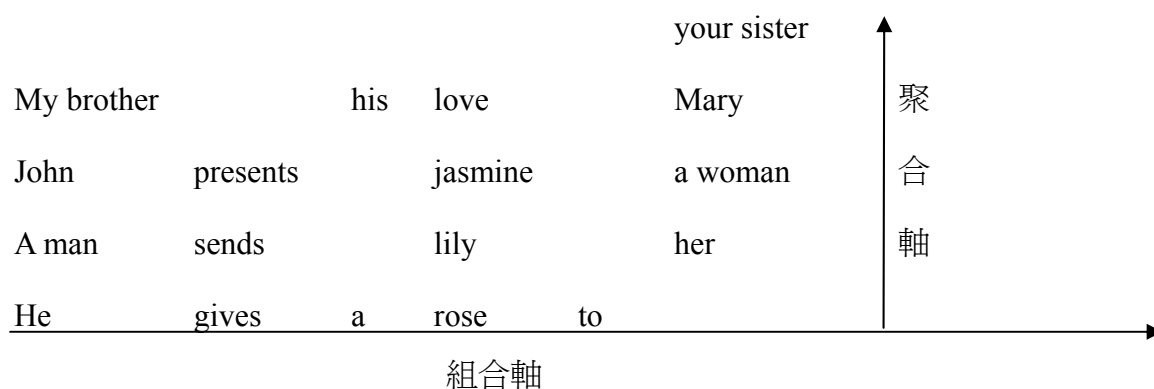 your sister
My brother his love Mary
John presents jasmine a woman
A man sends lily her
He gives a rose to
聚合軸
組合軸